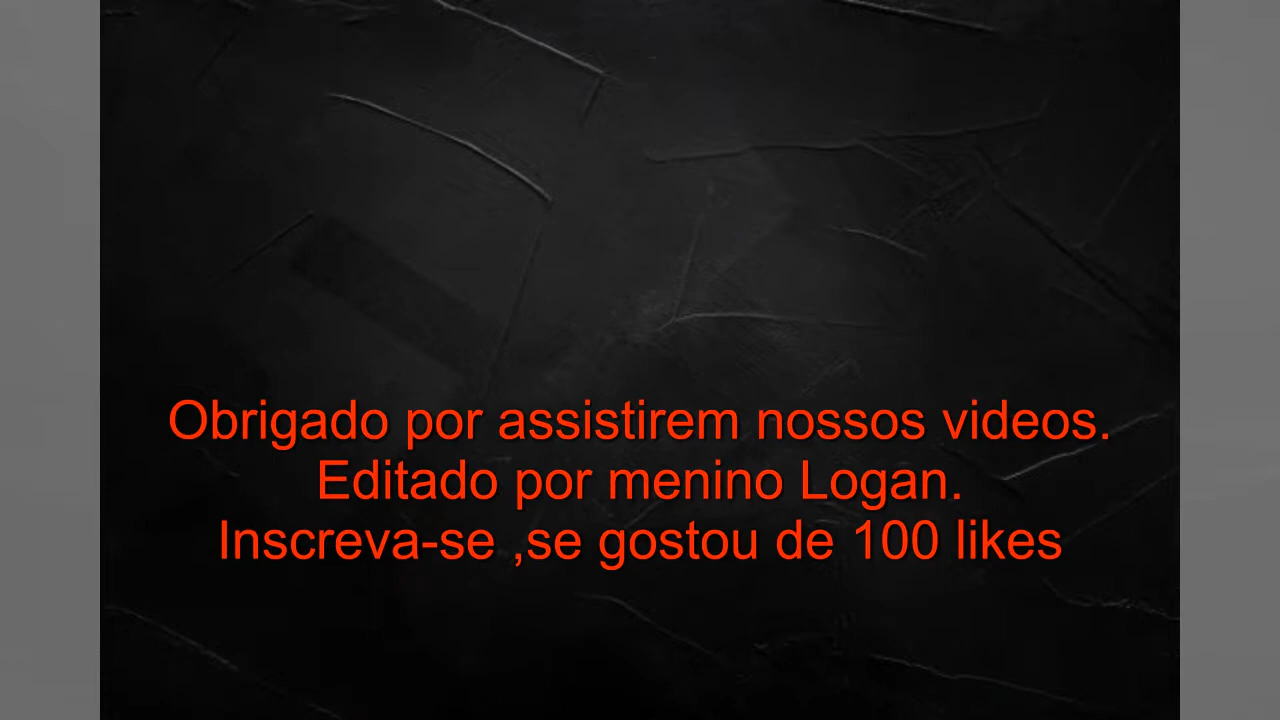 Obrigado por assistirem nossos videos.
Editado por menino Logan.
Inscreva-se ,se gostou de 100 likes